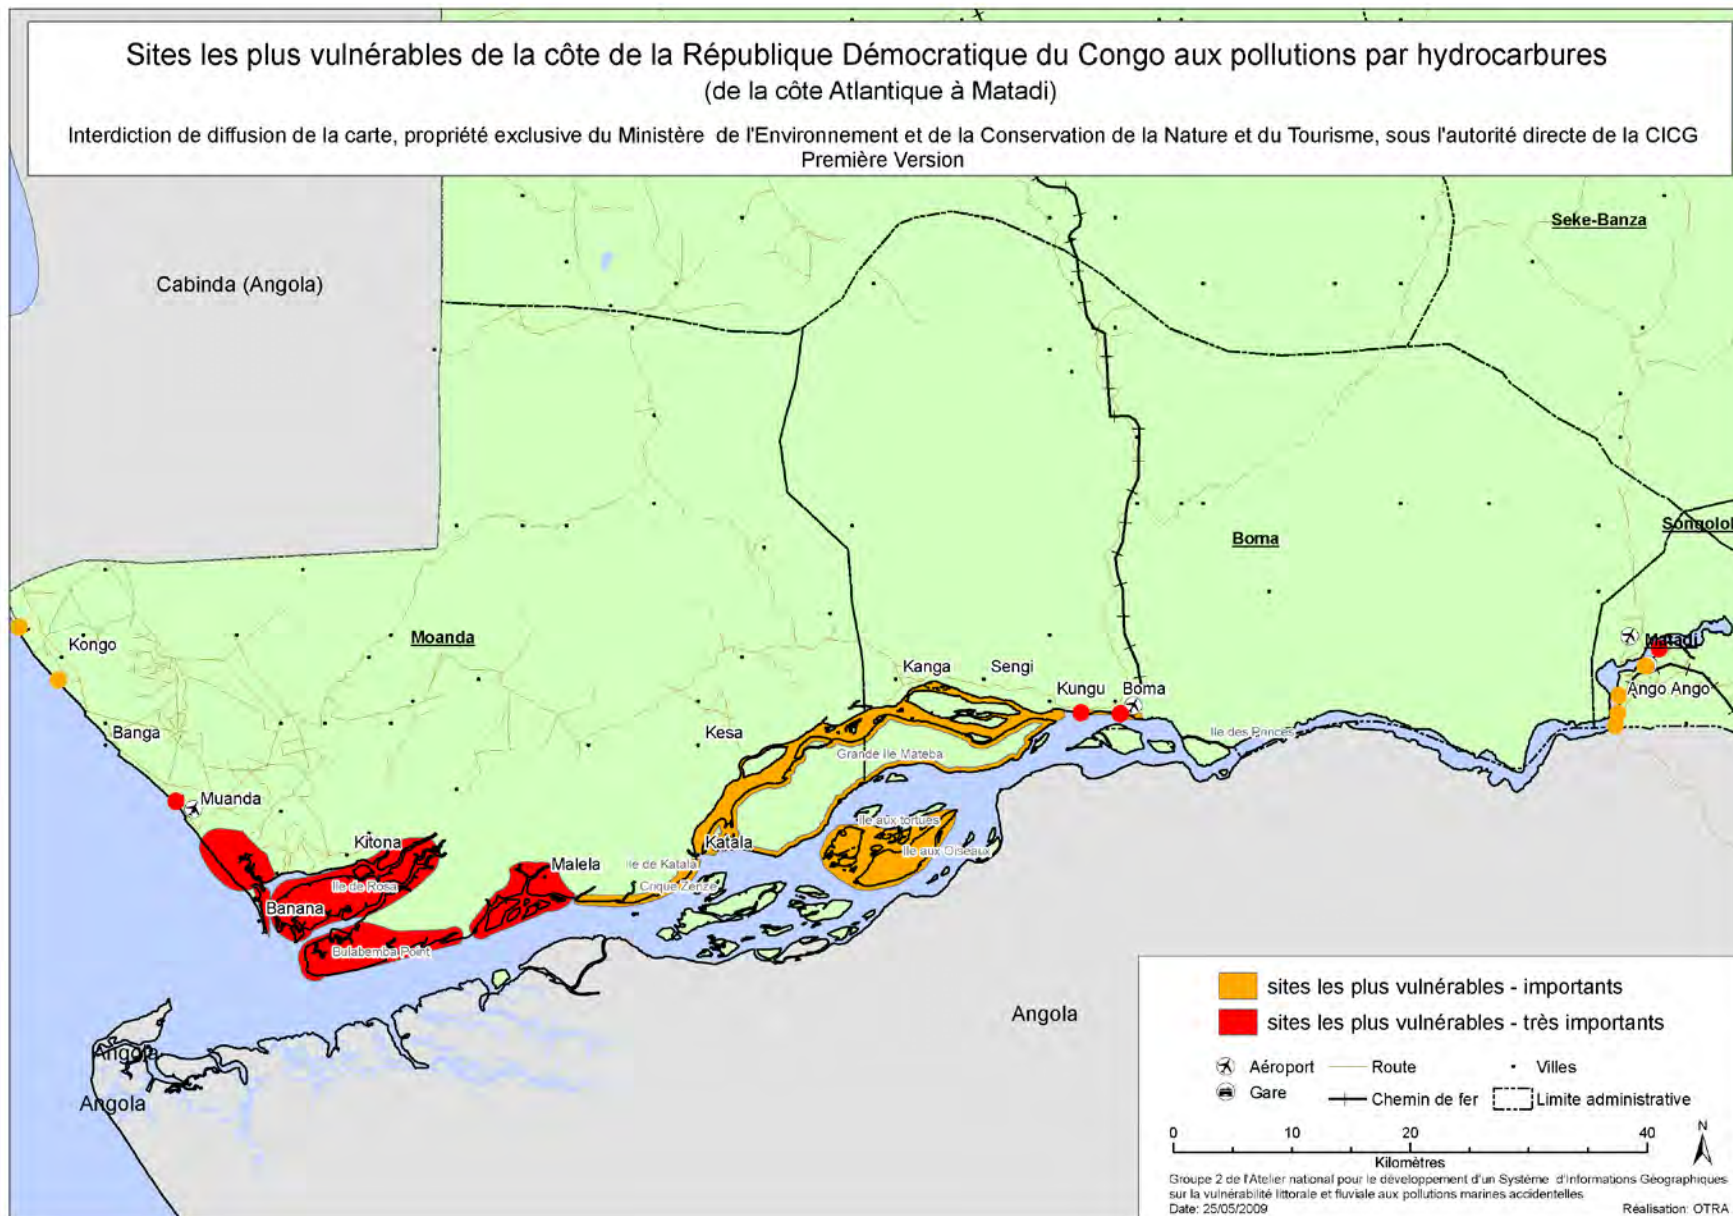 Sites les plus vulnérables de la côte de la République Démocratique du Congo aux pollutions par hydrocarbures
(de la côte Atlantique à Matadi)
Interdiction de diffusion de la carte, propriété exclusive du Ministère de l'Environnement et de la Conservation de la Nature et du Tourisme, sous l'autorité directe de la CICG
Première Version
Seke-Banza
Cabinda (Angola)
Songolol
Boma
Moanda
Kongo
Matadi
Kanga
Sengi
Kungu
Boma
Ango Ango
Banga
Kesa
Ile des Princes
Grande Ile Mateba
Muanda
Ile aux tortues
Kitona
Katala
Ile aux Oiseaux
Malela
Ile de Katala
Ile de Rosa
Crique Zenze
Banana
Bulabemba Point
Angola
Angola
Angola
sites les plus vulnérables - importants
sites les plus vulnérables - très importants
Aéroport
Route
Villes
Gare
Chemin de fer
Limite administrative
0 10 20 40
N
Kilomètres
Groupe 2 de l'Atelier national pour le développement d'un Système d'Informations Géographiques
sur la vulnérabilité littorale et fluviale aux pollutions marines accidentelles
Date: 25/05/2009
Réalisation: OTRA